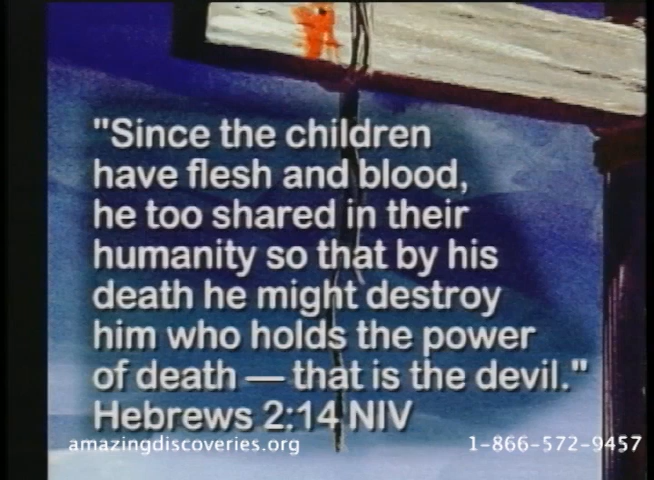 "Since the children
have flesh and blood,
he too shared in their
humanity so that by his
death he might destroy
him who holds the power
of death — that is the devil."
Hebrews 2:14 NIV
amazingdiscoveries.org 1-866-572-9457